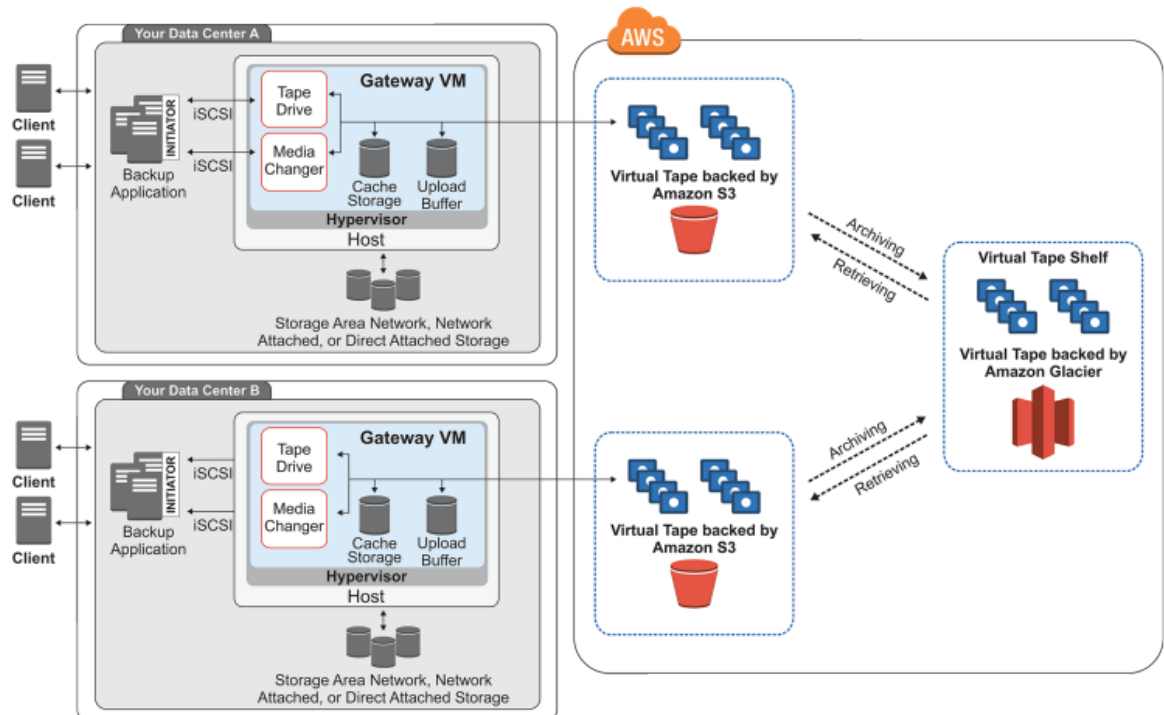 AWS
Your Data Center A
Client
Client
INITIATOR
Backup
Application
iSCSI
iSCSI
Gateway VM
Tape
Drive
Media
Changer
Cache
Storage
Upload
Buffer
Hypervisor
Host
Storage Area Network, Network
Attached, or Direct Attached Storage
Virtual Tape backed by
Amazon S3
Archiving
Retrieving
Virtual Tape Shelf
Virtual Tape backed by
Amazon Glacier
Your Data Center B
Client
Client
INITIATOR
Backup
Application
iSCSI
iSCSI
Gateway VM
Tape
Drive
Media
Changer
Cache
Storage
Upload
Buffer
Hypervisor
Host
Storage Area Network, Network
Attached, or Direct Attached Storage
Virtual Tape backed by
Amazon S3
Archiving
Retrieving